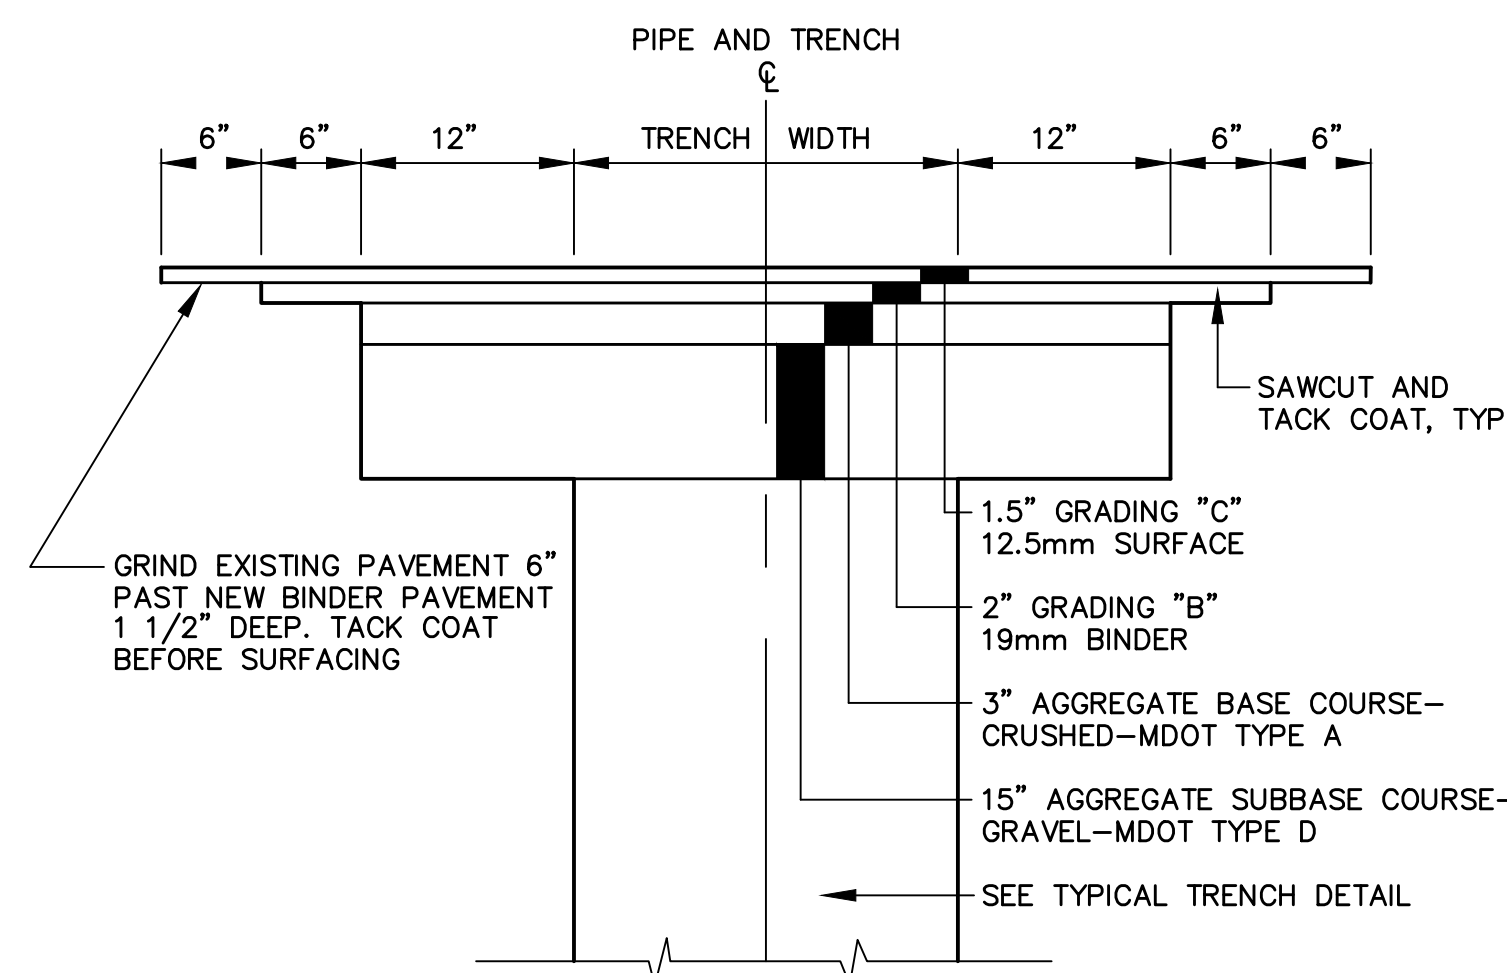 PIPE AND TRENCH
℄
6” 6” 12” TRENCH WIDTH 12” 6” 6”
SAWCUT AND
TACK COAT, TYP
1.5” GRADING ”C”
12.5mm SURFACE
GRIND EXISTING PAVEMENT 6”
PAST NEW BINDER PAVEMENT
1 1/2” DEEP. TACK COAT
BEFORE SURFACING
2” GRADING ”B”
19mm BINDER
3” AGGREGATE BASE COURSE–
CRUSHED–MDOT TYPE A
15” AGGREGATE SUBBASE COURSE–
GRAVEL–MDOT TYPE D
SEE TYPICAL TRENCH DETAIL